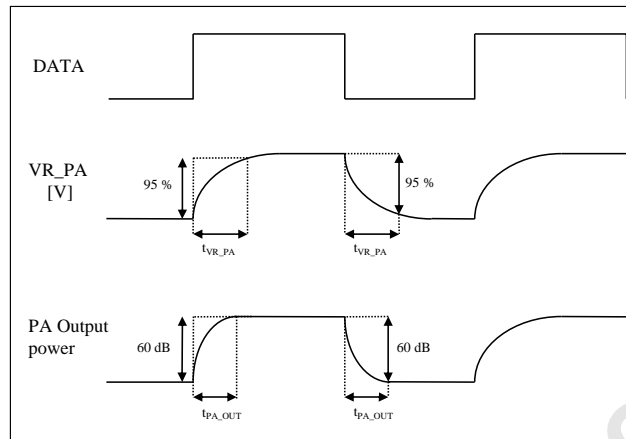 DATA
VR_PA
[V]
95 %
95 %
tVR_PA
tVR_PA
PA Output
power
60 dB
60 dB
tPA_OUT
tPA_OUT